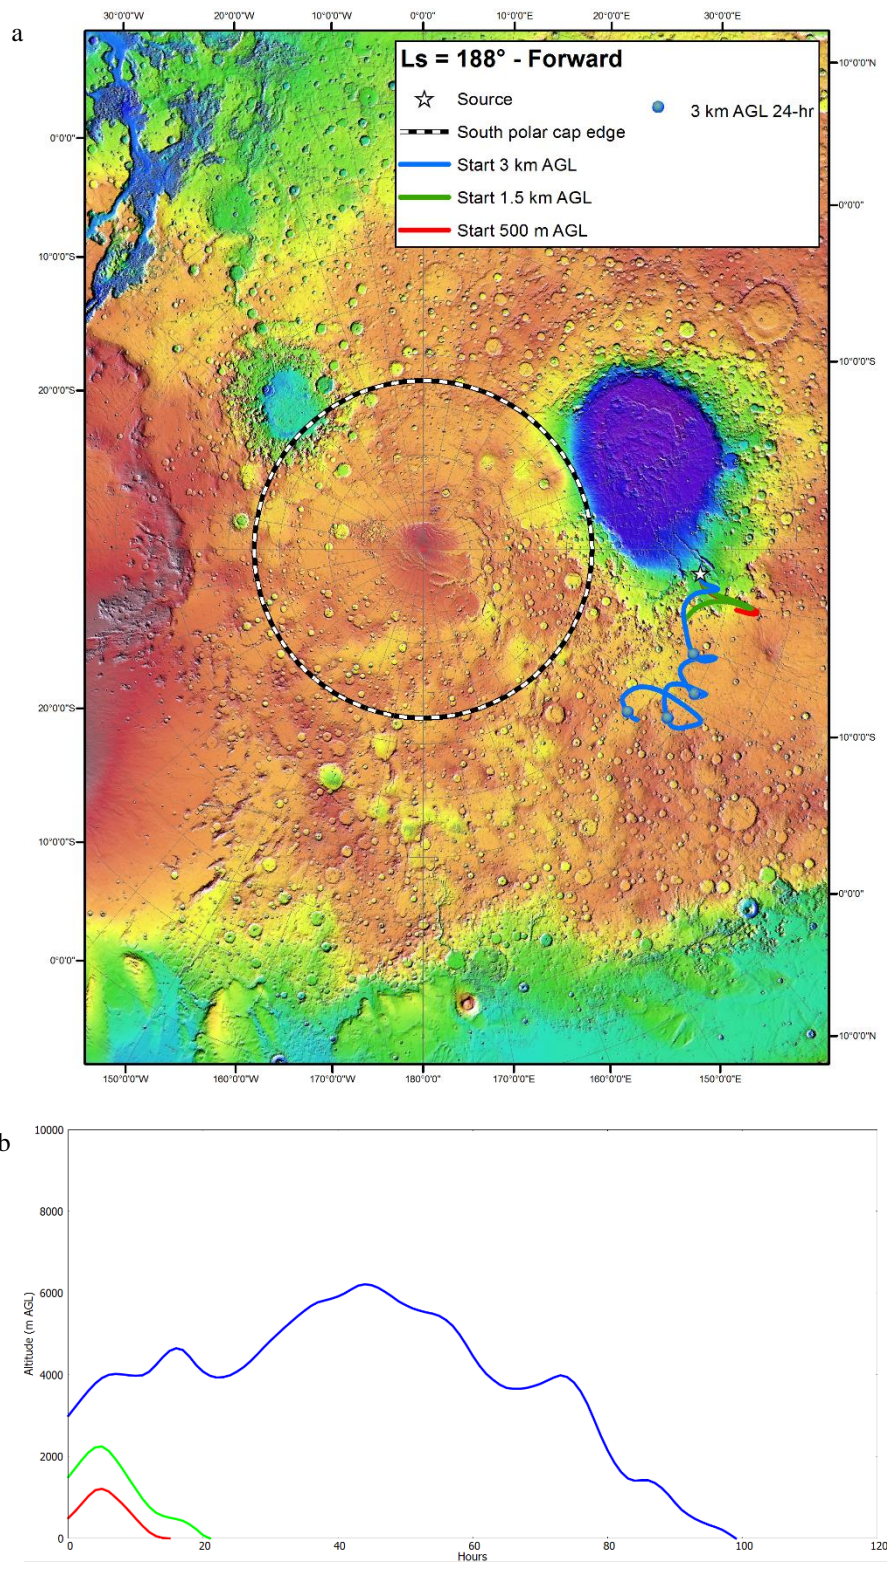 a
30°0'0"W 20°0'0"W 10°0'0"W 0°0'0" 10°0'0"E 20°0'0"E 30°0'0"E
Ls = 188° - Forward
Source
3 km AGL 24-hr
South polar cap edge
Start 3 km AGL
Start 1.5 km AGL
Start 500 m AGL
10°0'0"N
0°0'0"
0°0'0"
10°0'0"S
10°0'0"S
20°0'0"S
20°0'0"S
10°0'0"S
10°0'0"S
0°0'0"
0°0'0"
10°0'0"N
150°0'0"W 160°0'0"W 170°0'0"W 180°0'0" 170°0'0"E 160°0'0"E 150°0'0"E
b
10000
8000
6000
Altitude (m AGL)
4000
2000
0
0 20 40 60 80 100 120
Hours